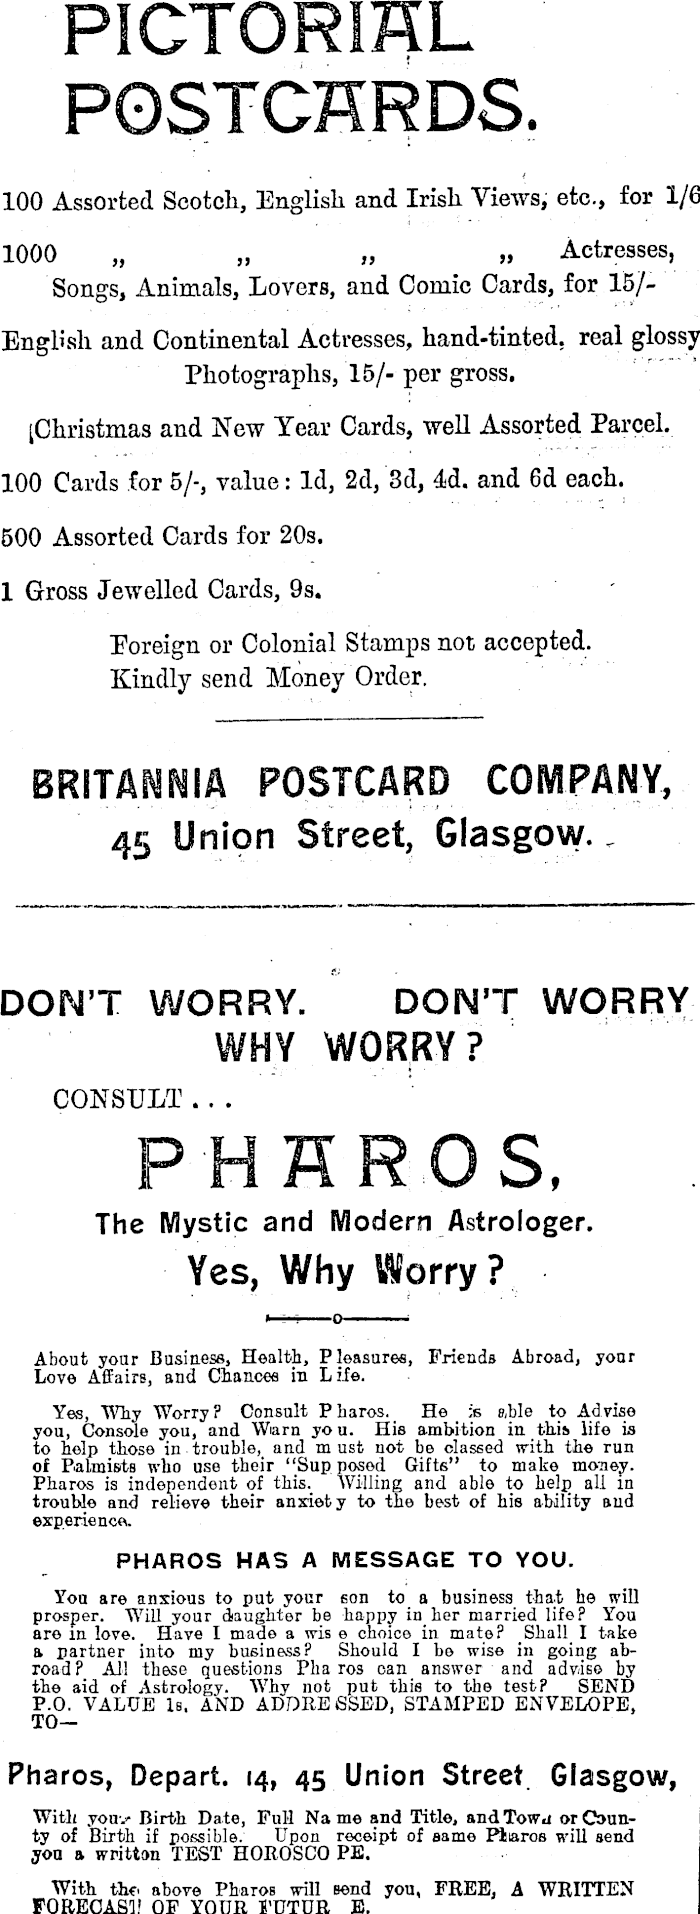 PICTORIAL
POSTCARDS.
100 Assorted Scotch, English and Irish Views, etc., for 1/6
1000 „ „ „ „ Actresses,
Songs, Animals, Lovers, and Comic Cards, for 15/-
English and Continental Actresses, hand-tinted, real glossy
Photographs, 15/- per gross.
Christmas and New Year Cards, well Assorted Parcel.
100 Cards for 5/-, value: 1d, 2d, 3d, 4d. and 6d each.
500 Assorted Cards for 20s.
1 Gross Jewelled Cards, 9s.
Foreign or Colonial Stamps not accepted.
Kindly send Money Order.
BRITANNIA POSTCARD COMPANY,
45 Union Street, Glasgow.
DON'T WORRY. DON'T WORRY
WHY WORRY?
CONSULT...
PHAROS,
The Mystic and Modern Astrologer.
Yes, Why Worry?
About your Business, Health, Pleasures, Friends Abroad, your
Love Affairs, and Chances in Life.
Yes, Why Worry? Consult Pharos. He is able to Advise
you, Console you, and Warn you. His ambition in this life is
to help those in trouble, and must not be classed with the run
of Palmists who use their "Supposed Gifts" to make money.
Pharos is independent of this. Willing and able to help all in
trouble and relieve their anxiety to the best of his ability and
experience.
PHAROS HAS A MESSAGE TO YOU.
You are anxious to put your son to a business that he will
prosper. Will your daughter be happy in her married life? You
are in love. Have I made a wise choice in mate? Shall I take
a partner into my business? Should I be wise in going ab-
road? All these questions Pharos can answer and advise by
the aid of Astrology. Why not put this to the test? SEND
P.O. VALUE 1s. AND ADDRESSED, STAMPED ENVELOPE,
TO—
Pharos, Depart. 14, 45 Union Street Glasgow,
With your Birth Date, Full Name and Title, and Town or Coun-
ty of Birth if possible. Upon receipt of same Pharos will send
you a written TEST HOROSCOPE.
With the above Pharos will send you, FREE, A WRITTEN
FORECAST OF YOUR FUTURE.